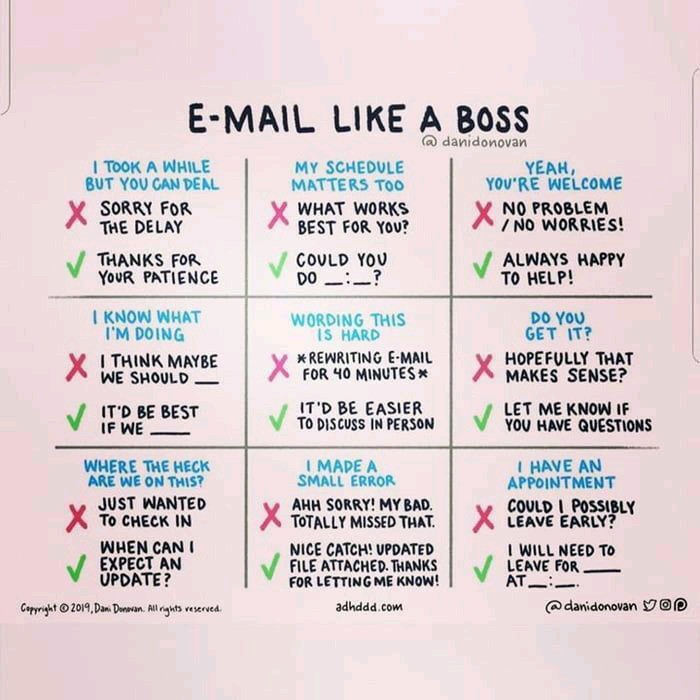 E-MAIL LIKE A BOSS
@danidonovan
I TOOK A WHILE
BUT YOU CAN DEAL
SORRY FOR
THE DELAY
THANKS FOR
YOUR PATIENCE
MY SCHEDULE
MATTERS TOO
WHAT WORKS
BEST FOR YOU?
COULD YOU
DO __:__?
YEAH,
YOU'RE WELCOME
NO PROBLEM
/ NO WORRIES!
ALWAYS HAPPY
TO HELP!
I KNOW WHAT
I'M DOING
I THINK MAYBE
WE SHOULD ___
IT'D BE BEST
IF WE ____
WORDING THIS
IS HARD
*REWRITING E-MAIL
FOR 40 MINUTES*
IT'D BE EASIER
TO DISCUSS IN PERSON
DO YOU
GET IT?
HOPEFULLY THAT
MAKES SENSE?
LET ME KNOW IF
YOU HAVE QUESTIONS
WHERE THE HECK
ARE WE ON THIS?
JUST WANTED
TO CHECK IN
WHEN CAN I
EXPECT AN
UPDATE?
I MADE A
SMALL ERROR
AHH SORRY! MY BAD.
TOTALLY MISSED THAT.
NICE CATCH! UPDATED
FILE ATTACHED. THANKS
FOR LETTING ME KNOW!
I HAVE AN
APPOINTMENT
COULD I POSSIBLY
LEAVE EARLY?
I WILL NEED TO
LEAVE FOR ____
AT __:__.
Copyright © 2019, Dani Donovan. All rights reserved.
adhddd.com
@danidonovan